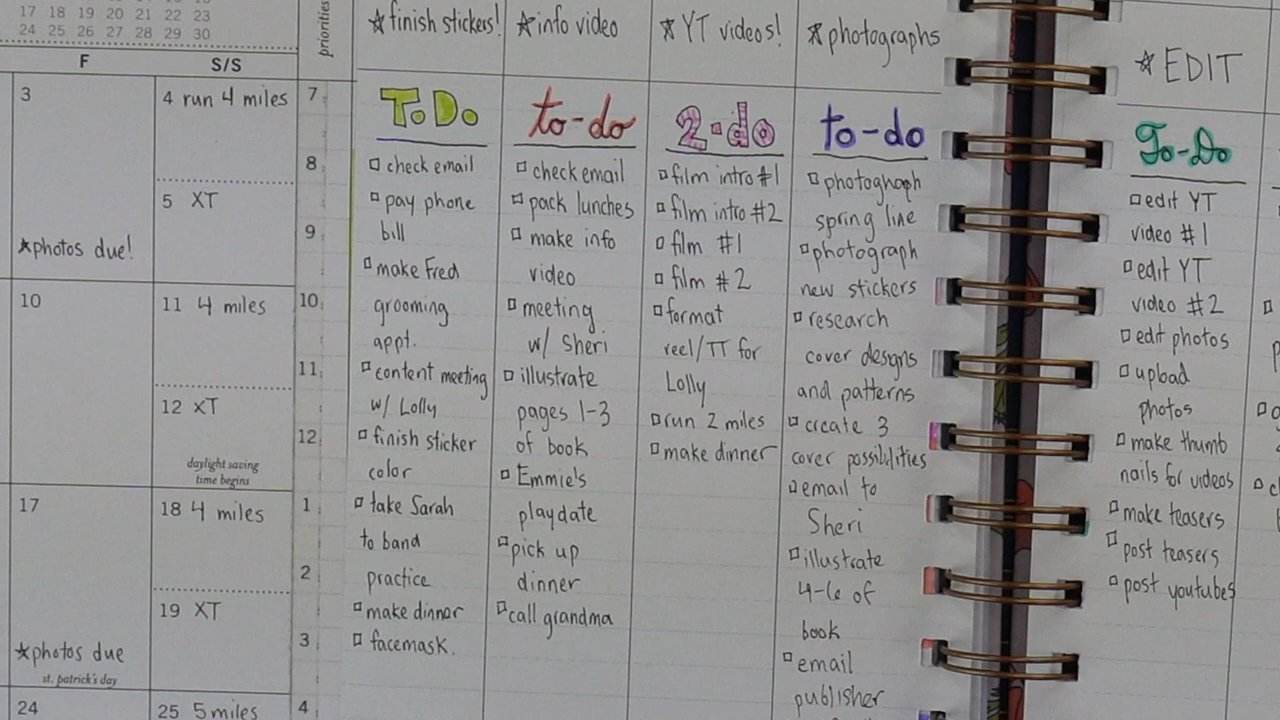 17 18 19 20 21 22 23
24 25 26 27 28 29 30
F
S/S
3
*photos due!
4 run 4 miles
5 XT
10
11 4 miles
12 XT
daylight saving
time begins
17
*photos due
st. patrick's day
18 4 miles
19 XT
24
25 5 miles
priorities
7
8
9
10
11
12
1
2
3
4
*finish stickers!
To Do
check email
pay phone
bill
make Fred
grooming
appt.
content meeting
w/ Lolly
finish sticker
color
take Sarah
to band
practice
make dinner
facemask.
*info video
to-do
check email
pack lunches
make info
video
meeting
w/ Sheri
illustrate
pages 1-3
of book
Emmie's
playdate
pick up
dinner
call grandma
*YT videos!
2-do
film intro #1
film intro #2
film #1
film #2
format
reel/TT for
Lolly
run 2 miles
make dinner
*photographs
to-do
photograph
spring line
photograph
new stickers
research
cover designs
and patterns
create 3
cover possibilities
email to
Sheri
illustrate
4-6 of
book
email
publisher
*EDIT
To-Do
edit YT
video #1
edit YT
video #2
edit photos
upload
photos
make thumb
nails for videos
make teasers
post teasers
post youtubes